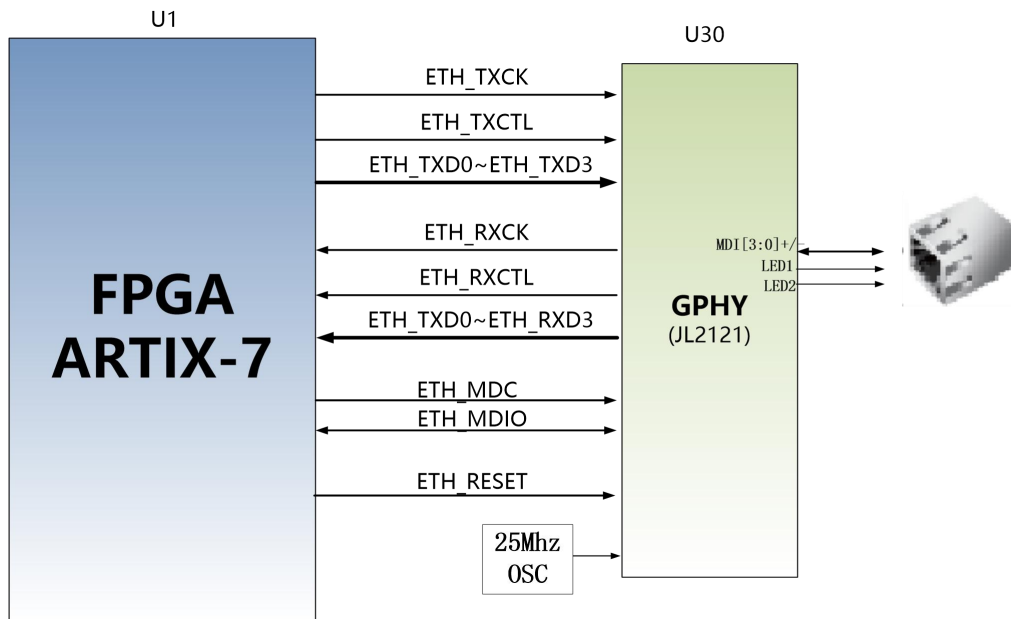 U1
U30
ETH_TXCK
ETH_TXCTL
ETH_TXD0~ETH_TXD3
ETH_RXCK
ETH_RXCTL
ETH_TXD0~ETH_RXD3
ETH_MDC
ETH_MDIO
ETH_RESET
25Mhz
OSC
FPGA
ARTIX-7
GPHY
(JL2121)
MDI[3:0]+/-
LED1
LED2